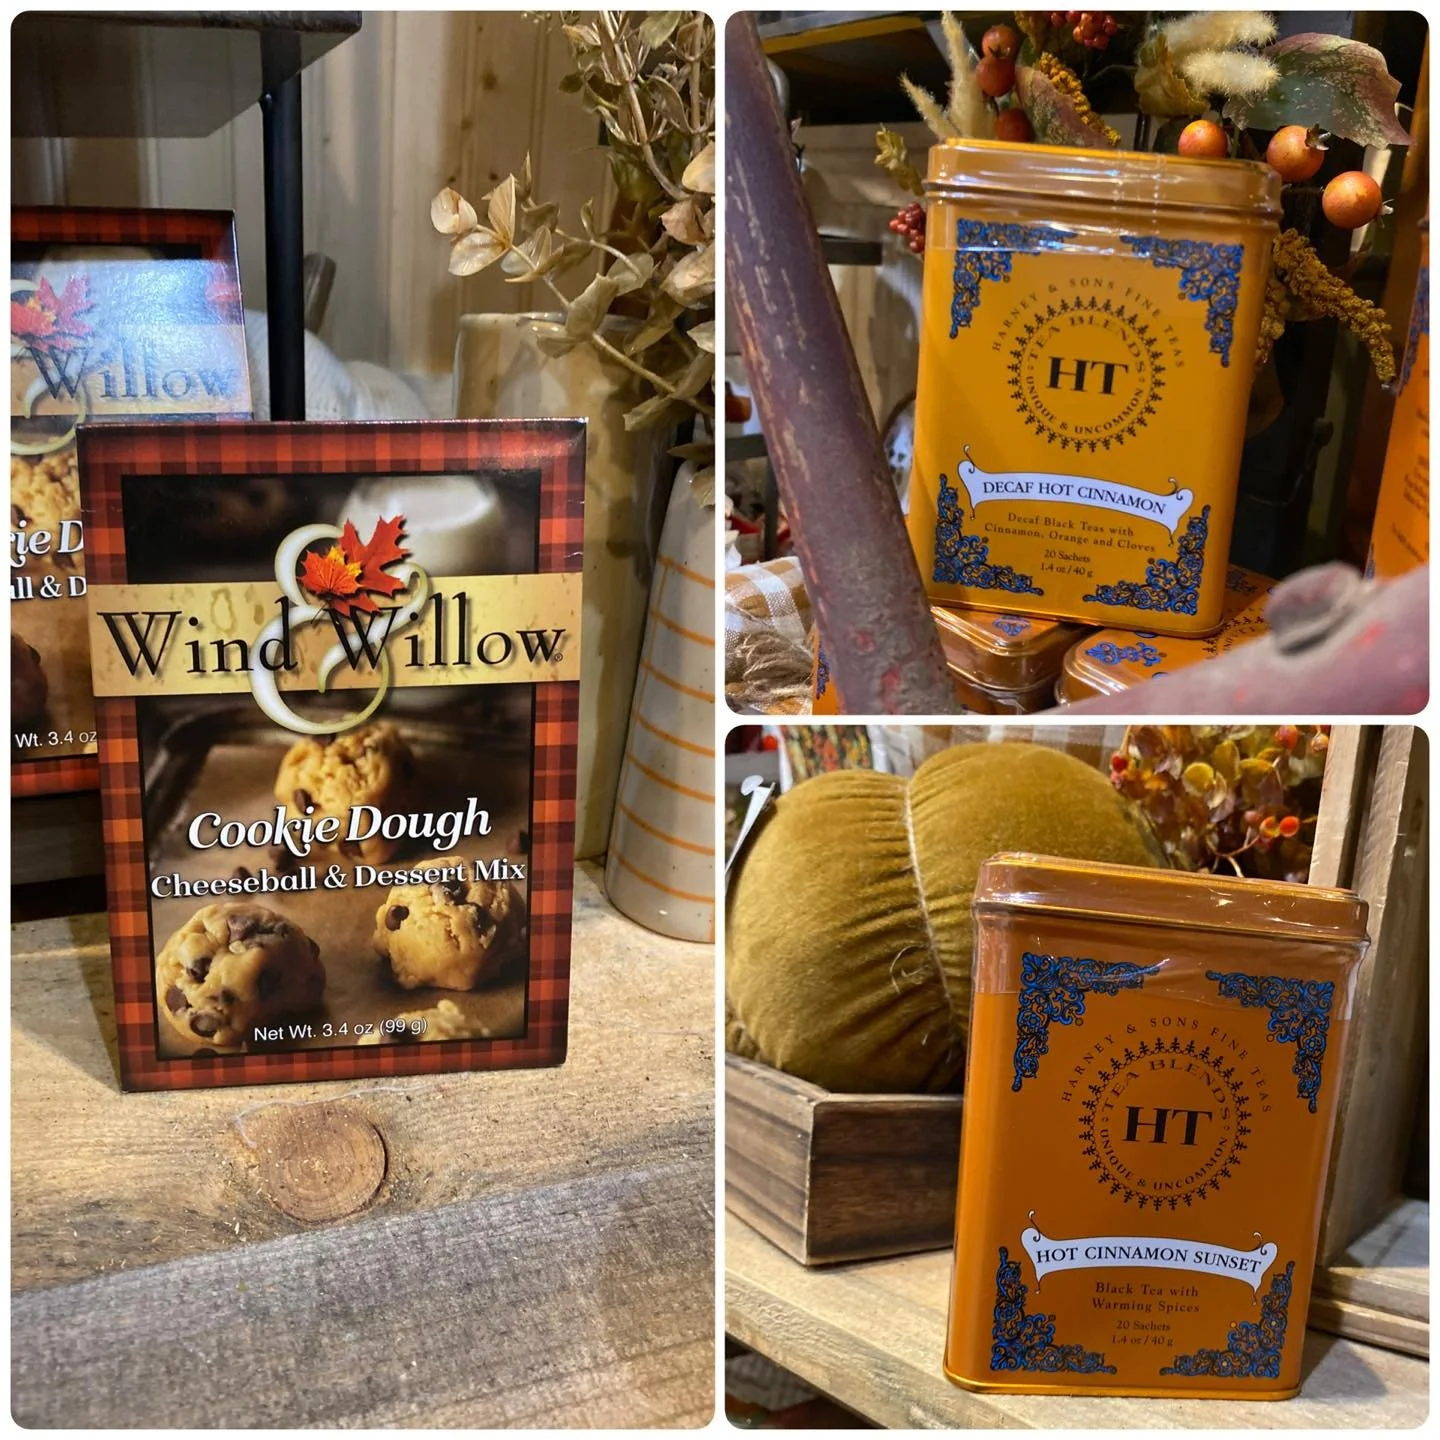 Willow
kie D
all & D
Wt. 3.4 oz
Wind & Willow®
Cookie Dough
Cheeseball & Dessert Mix
Net Wt. 3.4 oz (99 g)
HARNEY & SONS FINE TEAS
TEA BLENDS
HT
UNIQUE & UNCOMMON
DECAF HOT CINNAMON
Decaf Black Teas with
Cinnamon, Orange and Cloves
20 Sachets
1.4 oz / 40 g
HARNEY & SONS FINE TEAS
TEA BLENDS
HT
UNIQUE & UNCOMMON
HOT CINNAMON SUNSET
Black Tea with
Warming Spices
20 Sachets
1.4 oz / 40 g